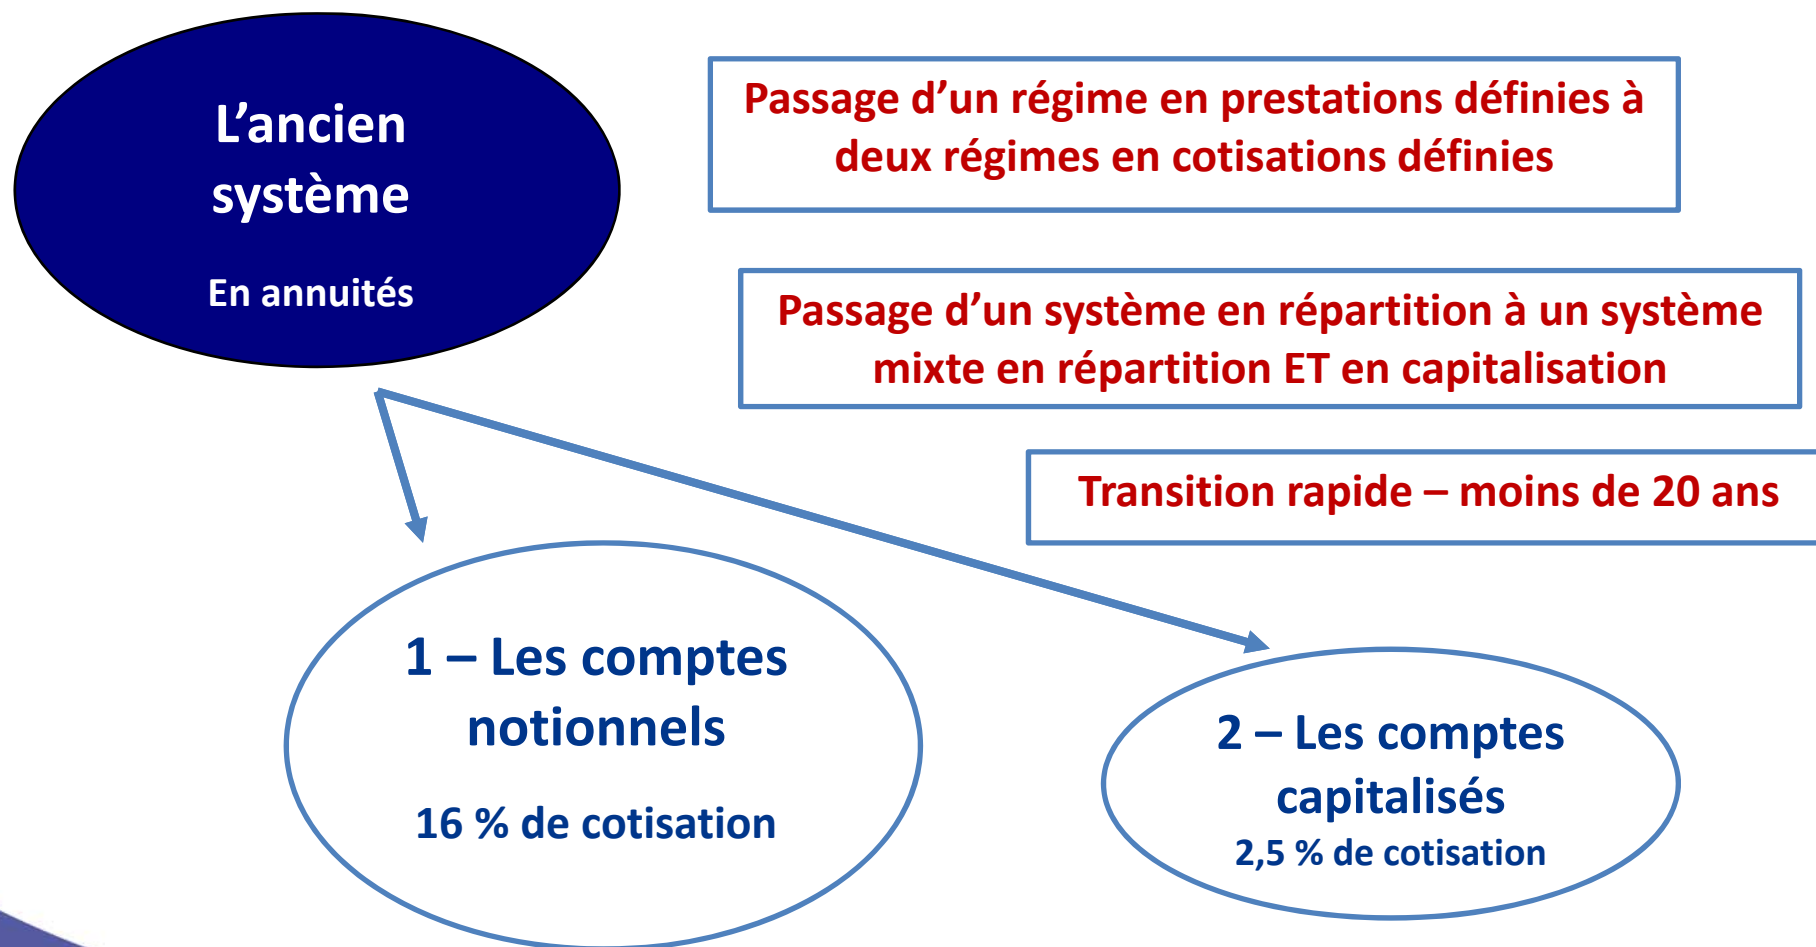 L’ancien
système
En annuités
Passage d’un régime en prestations définies à
deux régimes en cotisations définies
Passage d’un système en répartition à un système
mixte en répartition ET en capitalisation
Transition rapide – moins de 20 ans
1 – Les comptes
notionnels
16 % de cotisation
2 – Les comptes
capitalisés
2,5 % de cotisation